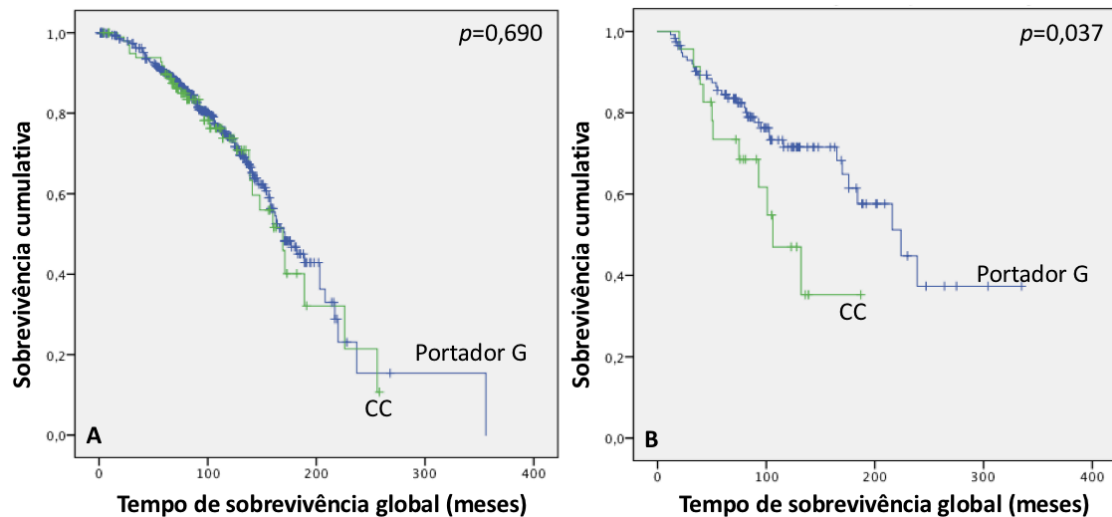 p=0,690
Sobrevivência cumulativa
1,0
0,8
0,6
0,4
0,2
0,0
Portador G
CC
A
0
100
200
300
400
Tempo de sobrevivência global (meses)
p=0,037
Sobrevivência cumulativa
1,0
0,8
0,6
0,4
0,2
0,0
Portador G
CC
B
0
100
200
300
400
Tempo de sobrevivência global (meses)